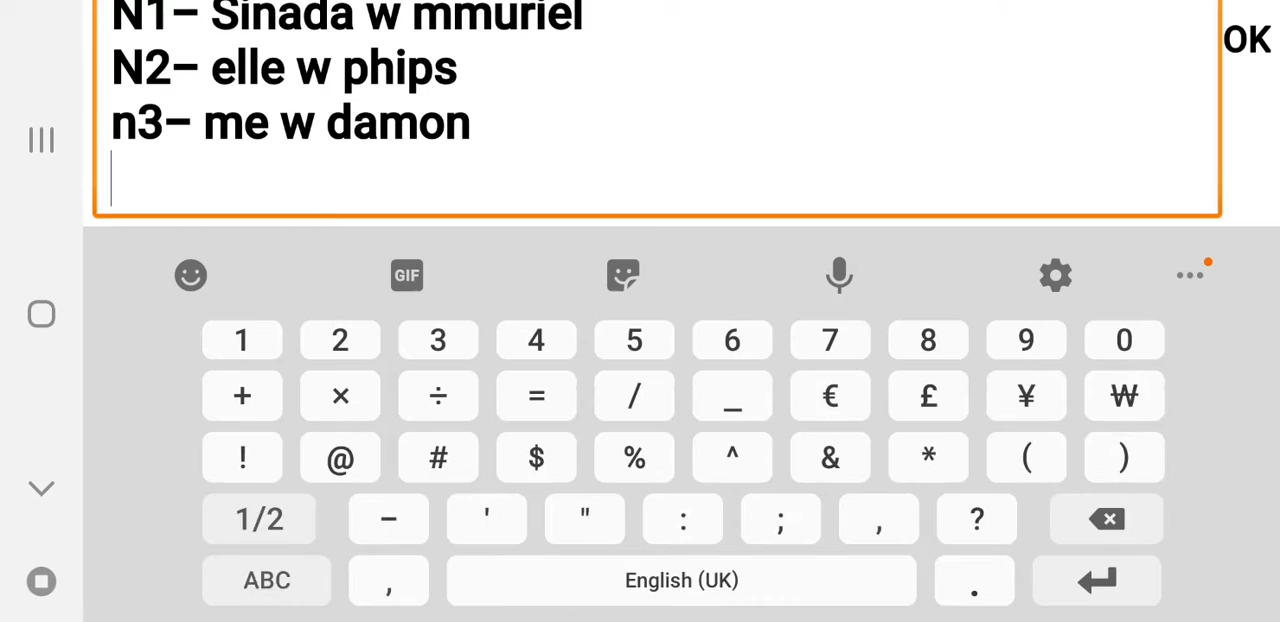 N1– Sinada w mmuriel
OK
N2– elle w phips
n3– me w damon
GIF
1 2 3 4 5 6 7 8 9 0
+ × ÷ = / _ € £ ¥ ₩
! @ # $ % ^ & * ( )
1/2 – ' " : ; , ?
ABC , English (UK) .